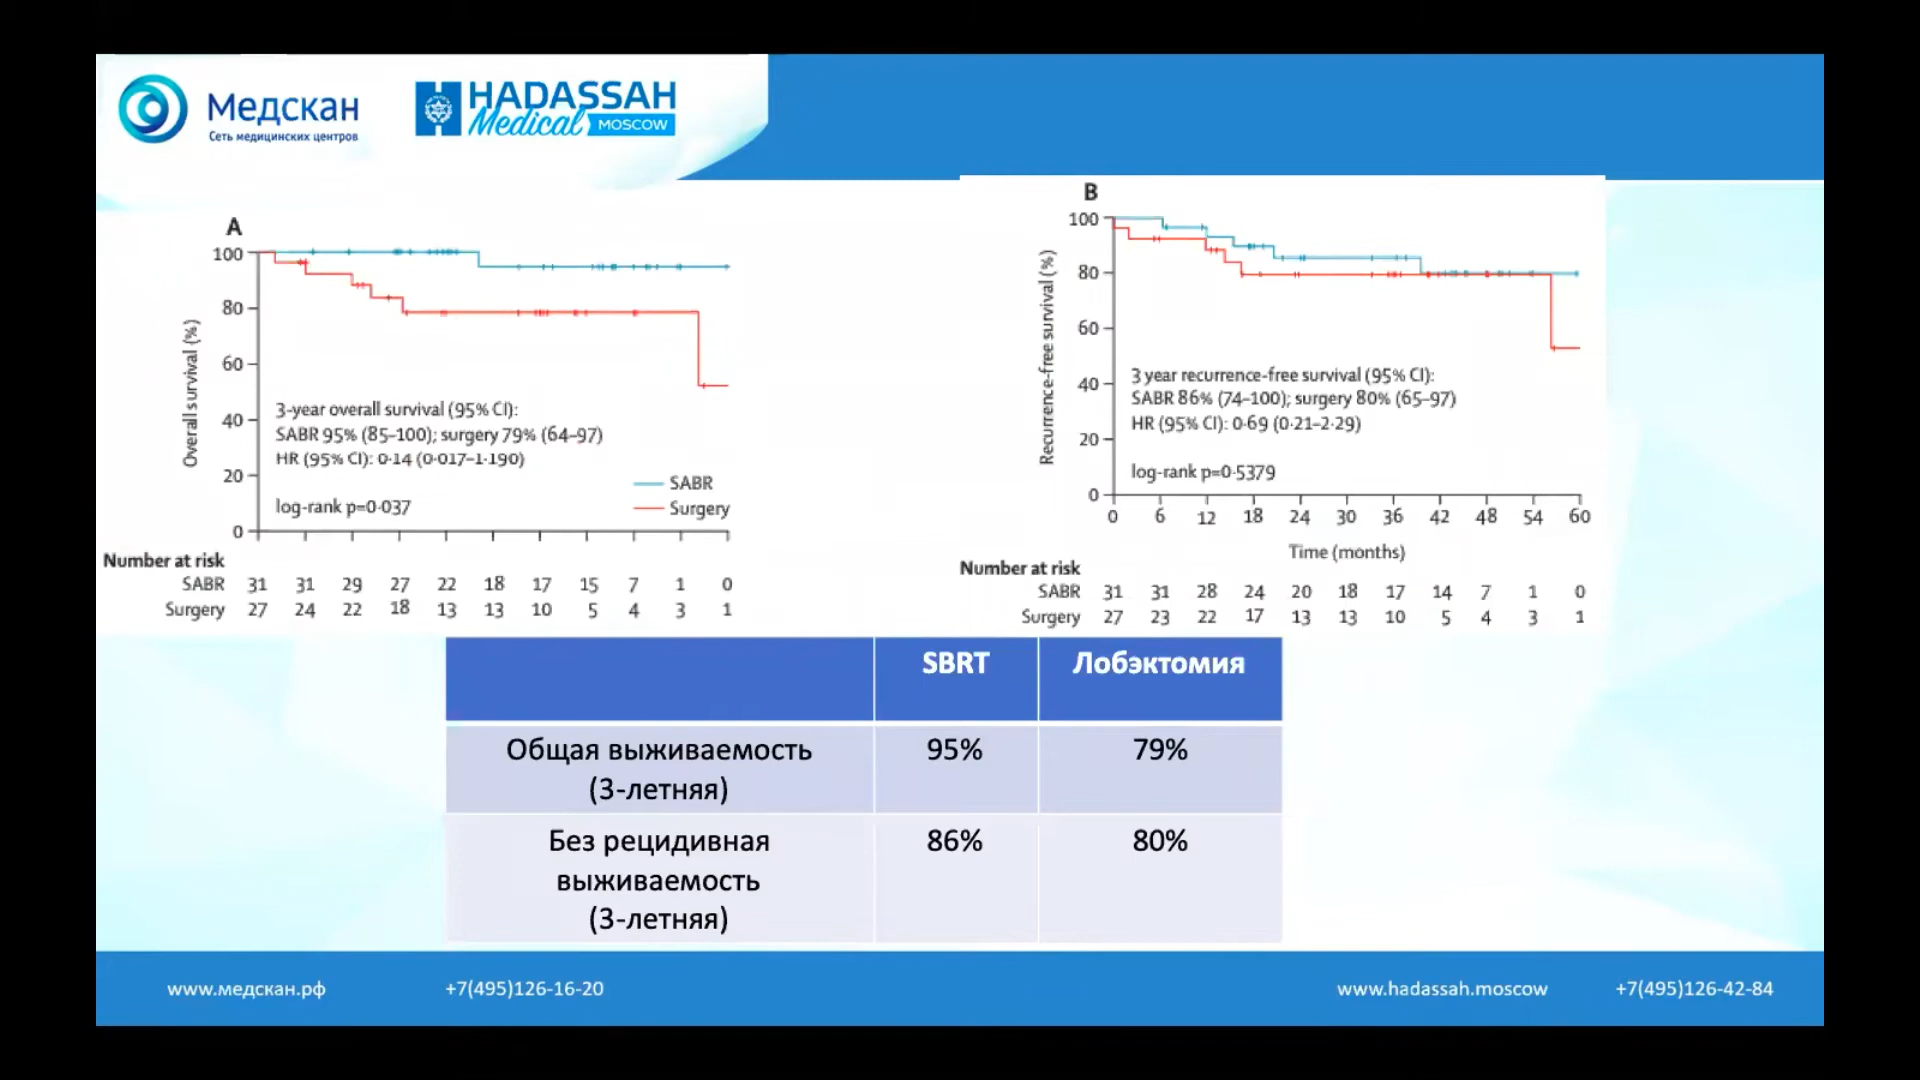 Медскан
Сеть медицинских центров
HADASSAH
Medical MOSCOW
A
100
80
60
40
20
0
Overall survival (%)
3-year overall survival (95% CI):
SABR 95% (85–100); surgery 79% (64–97)
HR (95% CI): 0·14 (0·017–1·190)
log-rank p=0·037
SABR
Surgery
Number at risk
SABR 31 31 29 27 22 18 17 15 7 1 0
Surgery 27 24 22 18 13 13 10 5 4 3 1
B
100
80
60
40
20
0
Recurrence-free survival (%)
3 year recurrence-free survival (95% CI):
SABR 86% (74–100); surgery 80% (65–97)
HR (95% CI): 0·69 (0·21–2·29)
log-rank p=0·5379
0 6 12 18 24 30 36 42 48 54 60
Time (months)
Number at risk
SABR 31 31 28 24 20 18 17 14 7 1 0
Surgery 27 23 22 17 13 13 10 5 4 3 1
SBRT Лобэктомия
Общая выживаемость 95% 79%
(3-летняя)
Без рецидивная 86% 80%
выживаемость
(3-летняя)
www.медскан.рф +7(495)126-16-20 www.hadassah.moscow +7(495)126-42-84